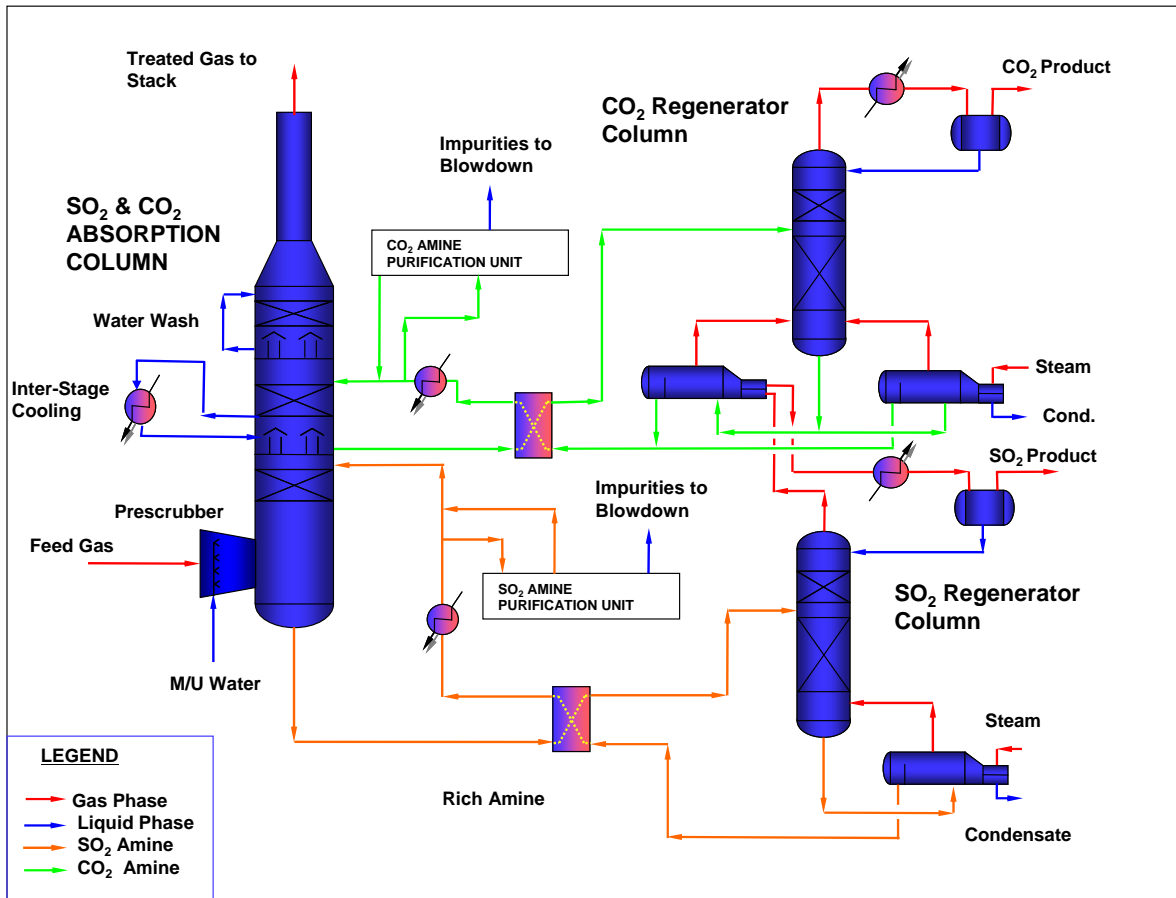 Treated Gas to
Stack
SO₂ & CO₂
ABSORPTION
COLUMN
Water Wash
Inter-Stage
Cooling
Prescrubber
Feed Gas
M/U Water
Impurities to
Blowdown
CO₂ AMINE
PURIFICATION UNIT
CO₂ Regenerator
Column
CO₂ Product
Steam
Cond.
SO₂ Product
Impurities to
Blowdown
SO₂ AMINE
PURIFICATION UNIT
SO₂ Regenerator
Column
Steam
Condensate
Rich Amine
LEGEND
Gas Phase
Liquid Phase
SO₂ Amine
CO₂ Amine